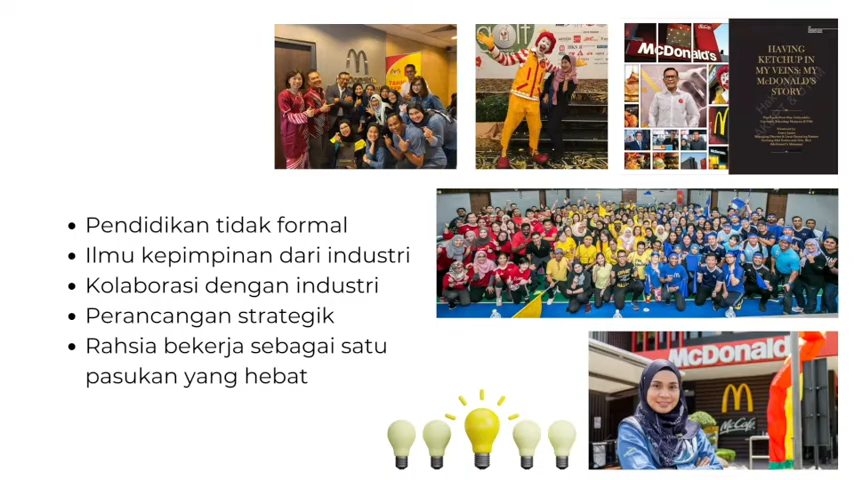 golf
McDonald's
HAVING
KETCHUP IN
MY VEINS: MY
McDONALD'S
STORY
Pendidikan tidak formal
Ilmu kepimpinan dari industri
Kolaborasi dengan industri
Perancangan strategik
Rahsia bekerja sebagai satu
pasukan yang hebat
McDonald
McCafé